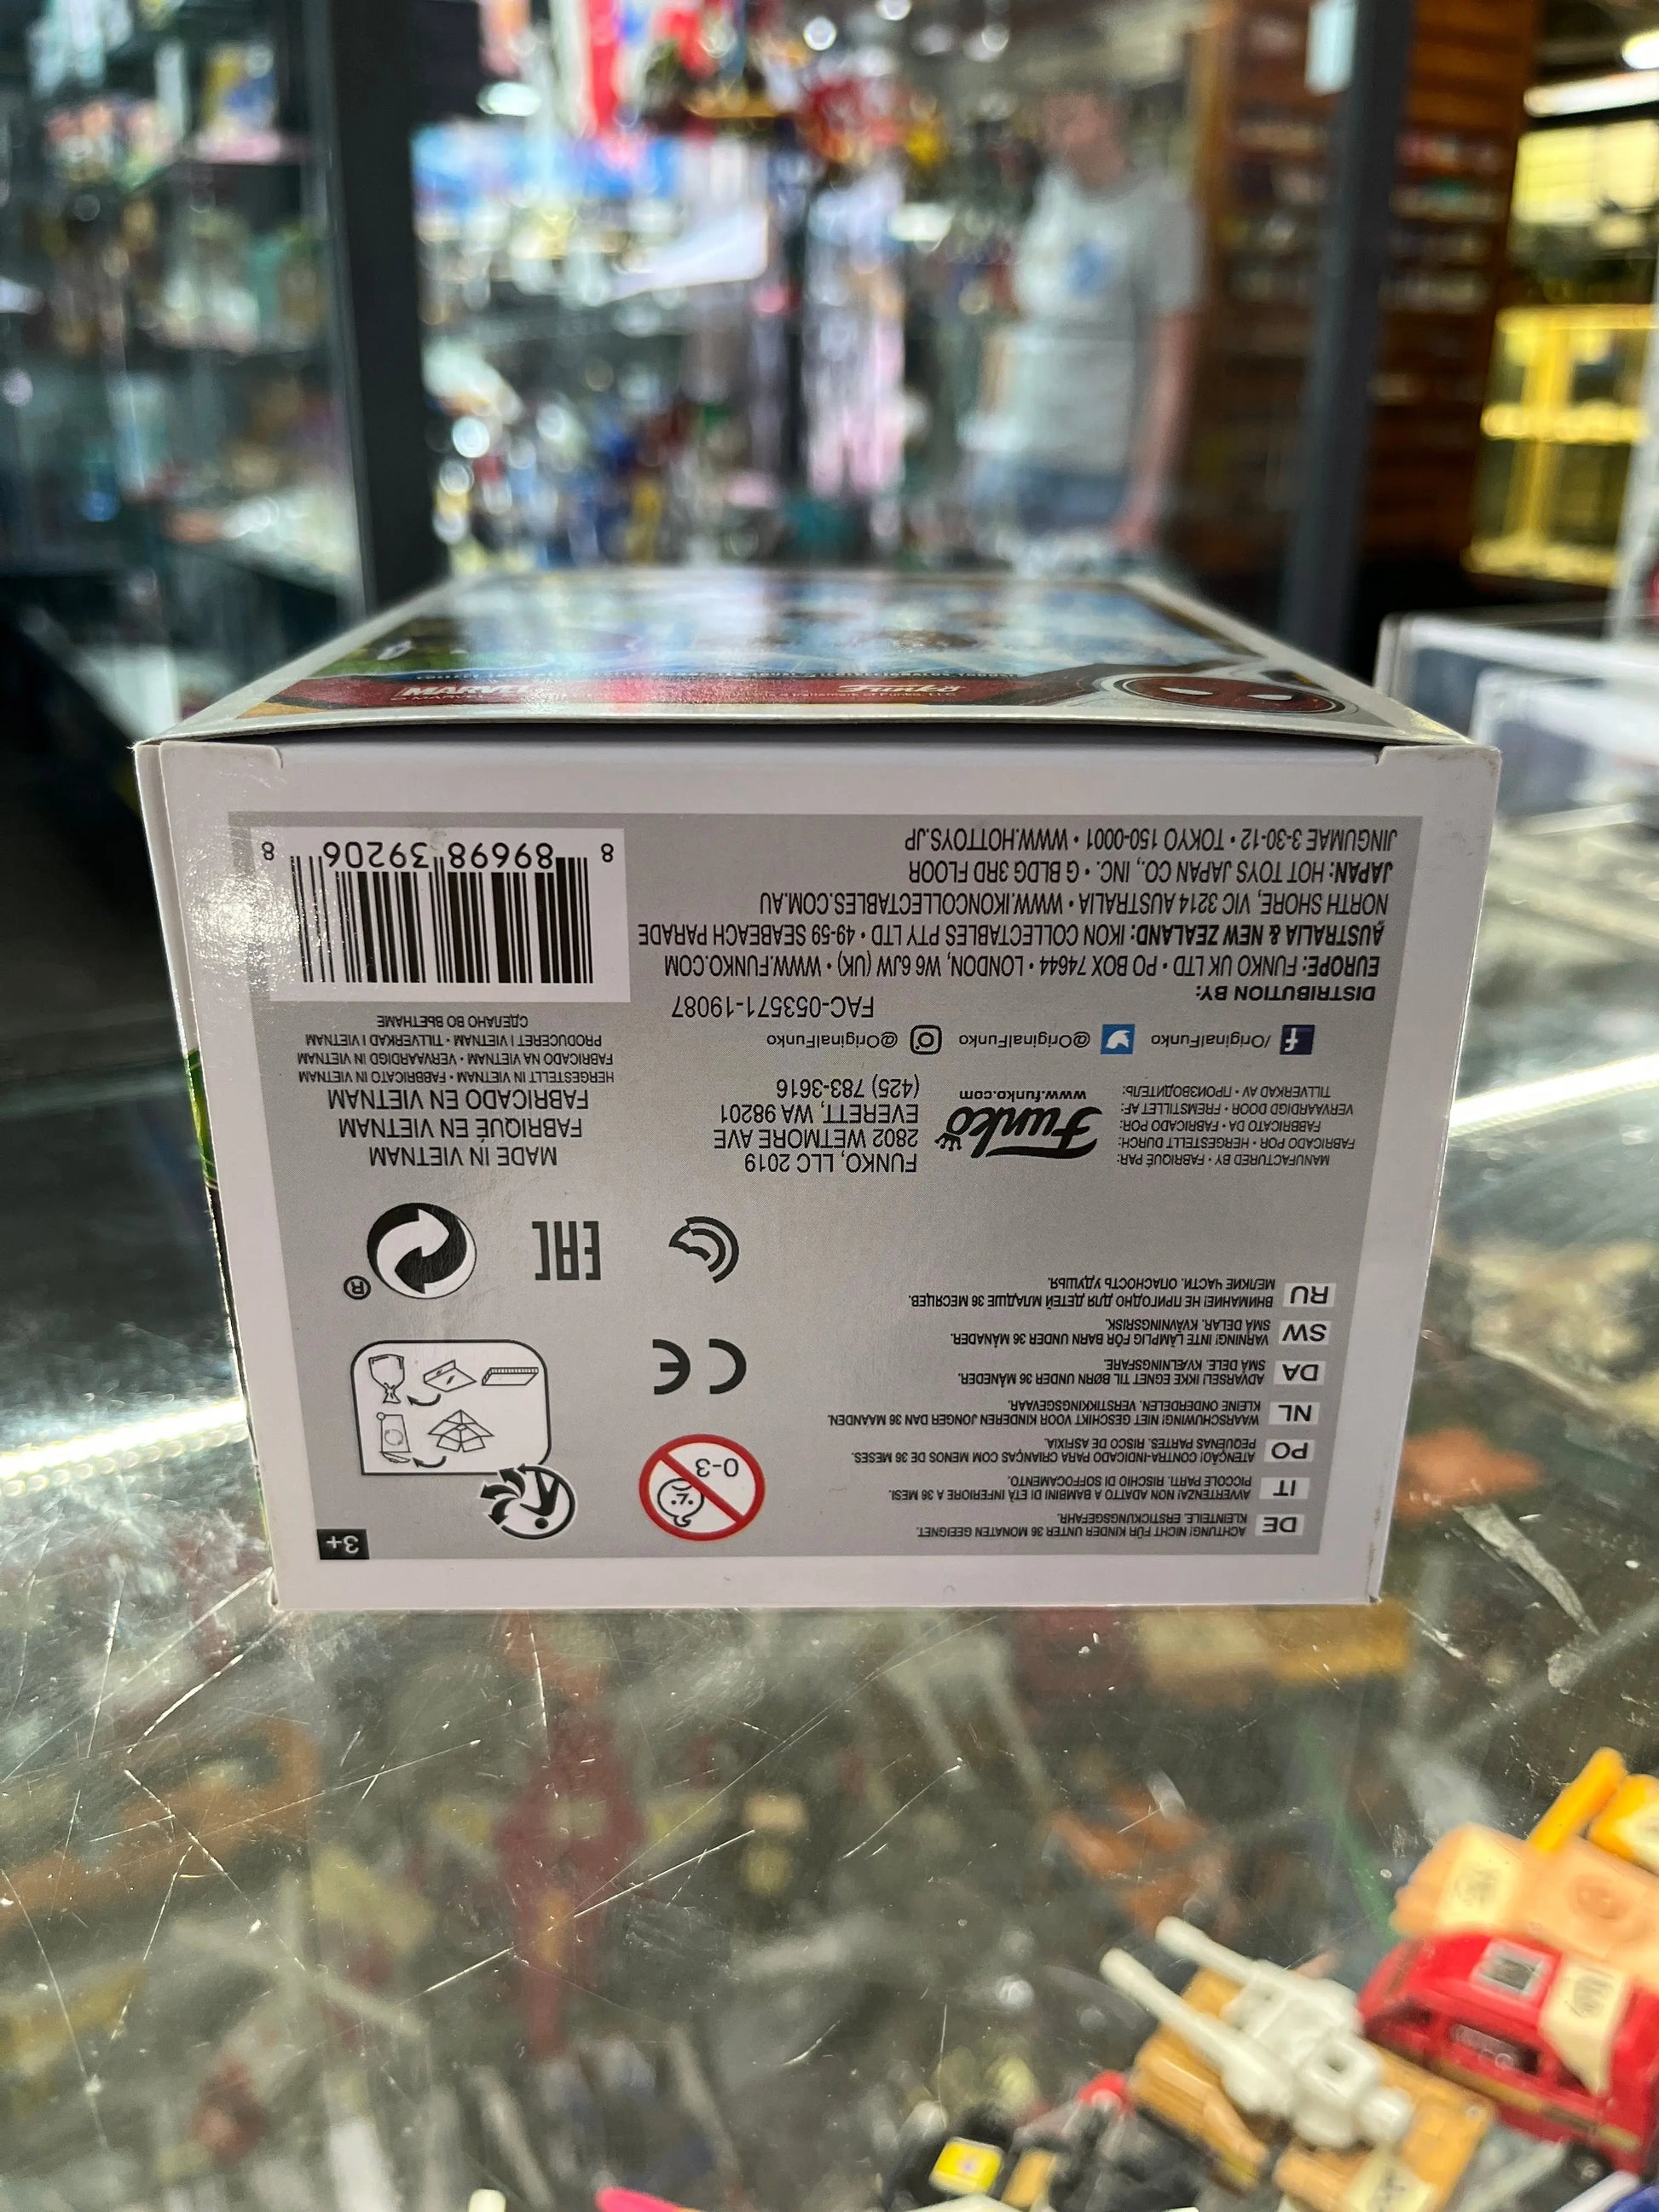 MARVEL
Funko
DE
ACHTUNG! NICHT FÜR KINDER UNTER 36 MONATEN GEEIGNET.
KLEINTEILE. ERSTICKUNGSGEFAHR.
IT
AVVERTENZA! NON ADATTO A BAMBINI DI ETÀ INFERIORE A 36 MESI.
PICCOLE PARTI. RISCHIO DI SOFFOCAMENTO.
PO
ATENÇÃO! CONTRA-INDICADO PARA CRIANÇAS COM MENOS DE 36 MESES.
PEQUENAS PARTES. RISCO DE ASFIXIA.
NL
WAARSCHUWING! NIET GESCHIKT VOOR KINDEREN JONGER DAN 36 MAANDEN.
KLEINE ONDERDELEN. VERSTIKKINGSGEVAAR.
DA
ADVARSEL! IKKE EGNET TIL BØRN UNDER 36 MÅNEDER.
SMÅ DELE. KVÆLNINGSFARE.
SW
VARNING! INTE LÄMPLIG FÖR BARN UNDER 36 MÅNADER.
SMÅ DELAR. KVÄVNINGSRISK.
RU
ВНИМАНИЕ! НЕ ПРИГОДНО ДЛЯ ДЕТЕЙ МЛАДШЕ 36 МЕСЯЦЕВ.
МЕЛКИЕ ЧАСТИ. ОПАСНОСТЬ УДУШЬЯ.
0-3
3+
CE
EAC
®
MANUFACTURED BY • FABRIQUÉ PAR:
FABRICADO POR • HERGESTELLT DURCH:
FABBRICATO DA • FABRICADO POR:
VERVAARDIGD DOOR • FREMSTILLET AF:
TILLVERKAD AV • ПРОИЗВОДИТЕЛЬ:
Funko
www.funko.com
FUNKO, LLC 2019
2802 WETMORE AVE
EVERETT, WA 98201
(425) 783-3616
MADE IN VIETNAM
FABRIQUÉ EN VIETNAM
FABRICADO EN VIETNAM
HERGESTELLT IN VIETNAM • FABBRICATO IN VIETNAM
FABRICADO NA VIETNAM • VERVAARDIGD IN VIETNAM
PRODUCERET I VIETNAM • TILLVERKAD I VIETNAM
СДЕЛАНО ВО ВЬЕТНАМЕ
/OriginalFunko
@OriginalFunko
@OriginalFunko
FAC-053571-19087
DISTRIBUTION BY:
EUROPE: FUNKO UK LTD • PO BOX 74644 • LONDON, W6 6JW (UK) • WWW.FUNKO.COM
AUSTRALIA & NEW ZEALAND: IKON COLLECTABLES PTY LTD • 49-59 SEABEACH PARADE
NORTH SHORE, VIC 3214 AUSTRALIA • WWW.IKONCOLLECTABLES.COM.AU
JAPAN: HOT TOYS JAPAN CO., INC. • G BLDG 3RD FLOOR
JINGUMAE 3-30-12 • TOKYO 150-0001 • WWW.HOTTOYS.JP
8 89698 39206 8